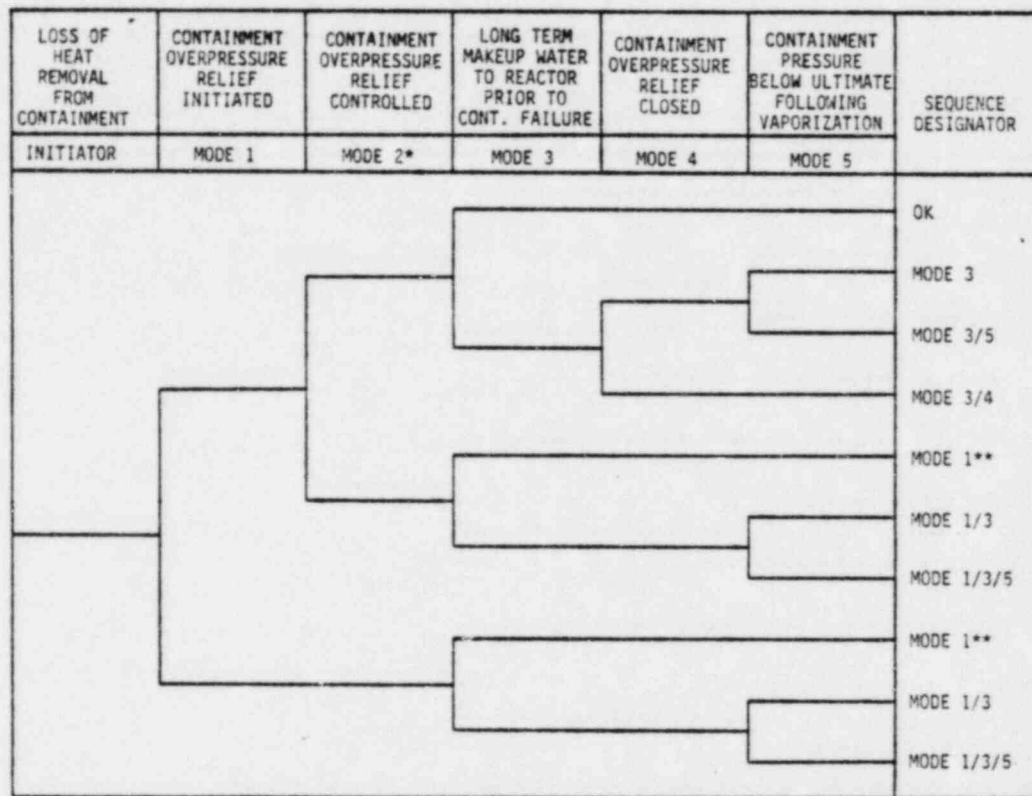 LOSS OF
HEAT
REMOVAL
FROM
CONTAINMENT
CONTAINMENT
OVERPRESSURE
RELIEF
INITIATED
CONTAINMENT
OVERPRESSURE
RELIEF
CONTROLLED
LONG TERM
MAKEUP WATER
TO REACTOR
PRIOR TO
CONT. FAILURE
CONTAINMENT
OVERPRESSURE
RELIEF
CLOSED
CONTAINMENT
PRESSURE
BELOW ULTIMATE
FOLLOWING
VAPORIZATION
SEQUENCE
DESIGNATOR
INITIATOR
MODE 1
MODE 2*
MODE 3
MODE 4
MODE 5
OK
MODE 3
MODE 3/5
MODE 3/4
MODE 1**
MODE 1/3
MODE 1/3/5
MODE 1**
MODE 1/3
MODE 1/3/5